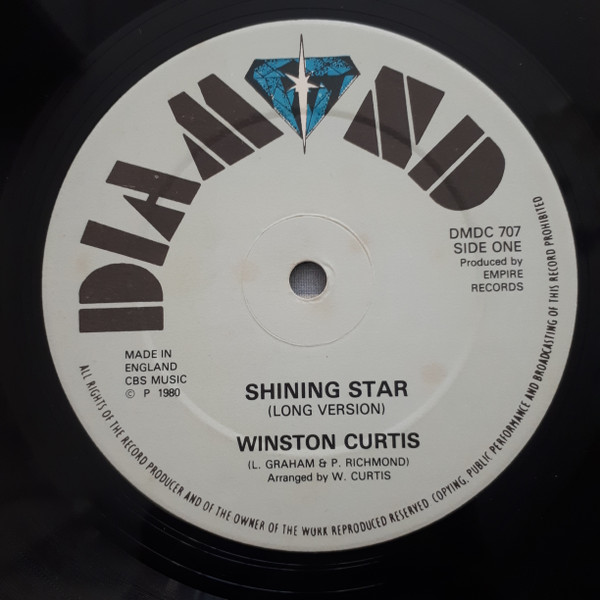 DIAMOND
DMDC 707
SIDE ONE
Produced by
EMPIRE
RECORDS
MADE IN
ENGLAND
CBS MUSIC
© P 1980
SHINING STAR
(LONG VERSION)
WINSTON CURTIS
(L. GRAHAM & P. RICHMOND)
Arranged by W. CURTIS
ALL RIGHTS OF THE RECORD PRODUCER AND OF THE OWNER OF THE WORK REPRODUCED RESERVED COPYING, PUBLIC PERFORMANCE AND BROADCASTING OF THIS RECORD PROHIBITED